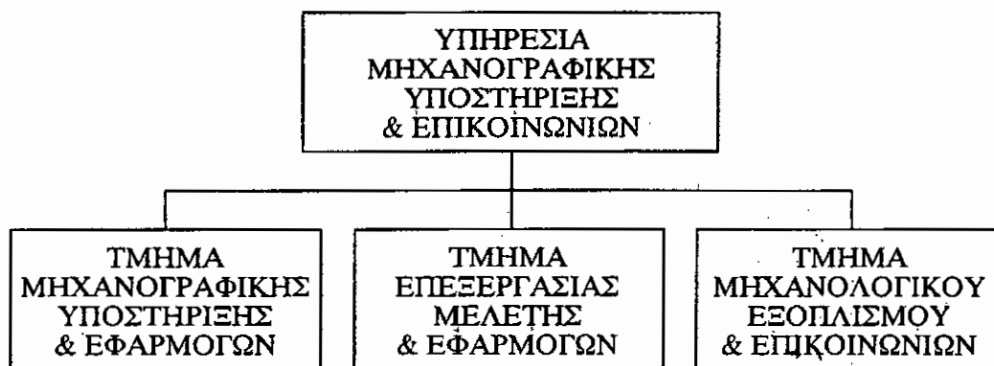 ΥΠΗΡΕΣΙΑ
ΜΗΧΑΝΟΓΡΑΦΙΚΗΣ
ΥΠΟΣΤΗΡΙΞΗΣ
& ΕΠΙΚΟΙΝΩΝΙΩΝ
ΤΜΗΜΑ
ΜΗΧΑΝΟΓΡΑΦΙΚΗΣ
ΥΠΟΣΤΗΡΙΞΗΣ
& ΕΦΑΡΜΟΓΩΝ
ΤΜΗΜΑ
ΕΠΕΞΕΡΓΑΣΙΑΣ
ΜΕΛΕΤΗΣ
& ΕΦΑΡΜΟΓΩΝ
ΤΜΗΜΑ
ΜΗΧΑΝΟΛΟΓΙΚΟΥ
ΕΞΟΠΛΙΣΜΟΥ
& ΕΠΙΚΟΙΝΩΝΙΩΝ